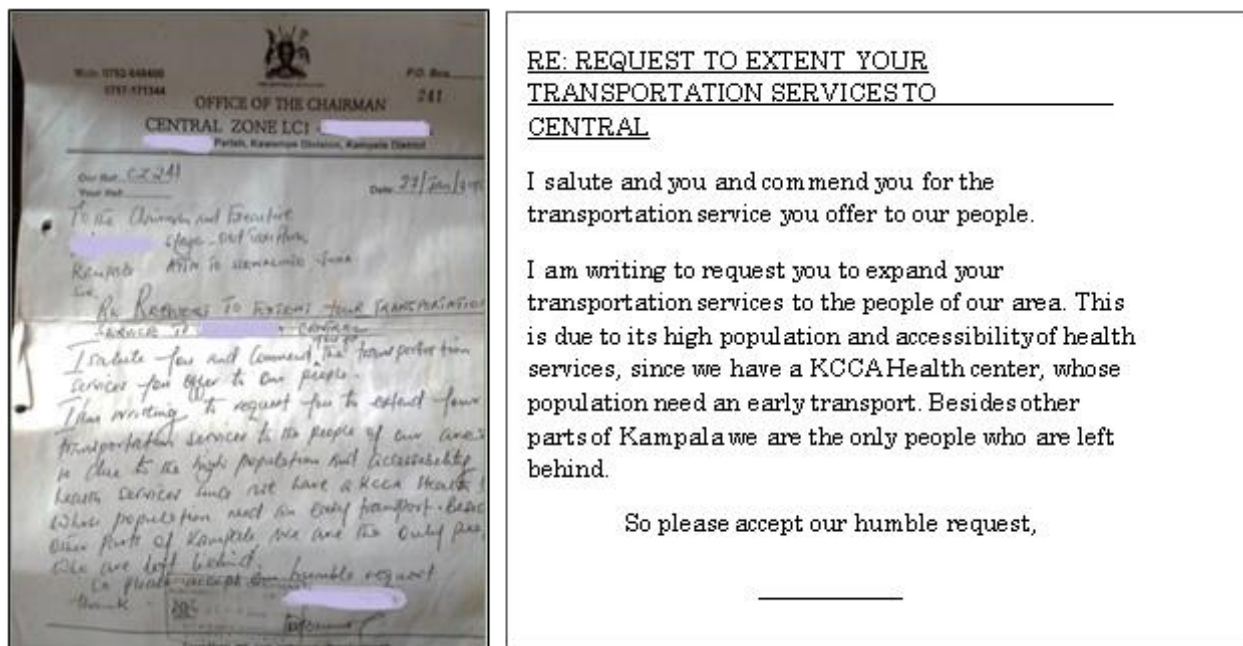 Mob: 0752-649400
0757-171344
P.O. Box
241
OFFICE OF THE CHAIRMAN
CENTRAL ZONE LC1 -
Parish, Kawempe Division, Kampala District
Our Ref: CZ 241
Your Ref:
Date: 27/Jan/
To the Chairman and Executive
stage
Kampala ATTN TO
Sir,
RE REQUEST TO EXTENT YOUR TRANSPORTATION
SERVICE TO CENTRAL
I salute you and commend the transportation
services you offer to our people.
I am writing to request you to extend your
transportation services to the people of our area
is due to the high population and accessability
health services since we have a KCCA Health
whose population need an early transport.
other parts of Kampala we are the only
who are left behind.
So please accept our humble request
Thank
RE: REQUEST TO EXTENT YOUR
TRANSPORTATION SERVICES TO
CENTRAL
I salute and you and commend you for the
transportation service you offer to our people.
I am writing to request you to expand your
transportation services to the people of our area. This
is due to its high population and accessibility of health
services, since we have a KCCA Health center, whose
population need an early transport. Besides other
parts of Kampala we are the only people who are left
behind.
So please accept our humble request,